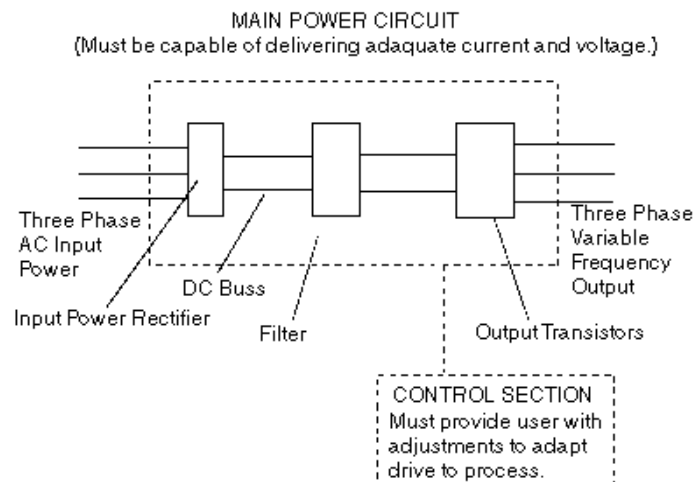 MAIN POWER CIRCUIT
(Must be capable of delivering adaquate current and voltage.)
Three Phase
AC Input
Power
Three Phase
Variable
Frequency
Output
DC Buss
Input Power Rectifier
Filter
Output Transistors
CONTROL SECTION
Must provide user with
adjustments to adapt
drive to process.